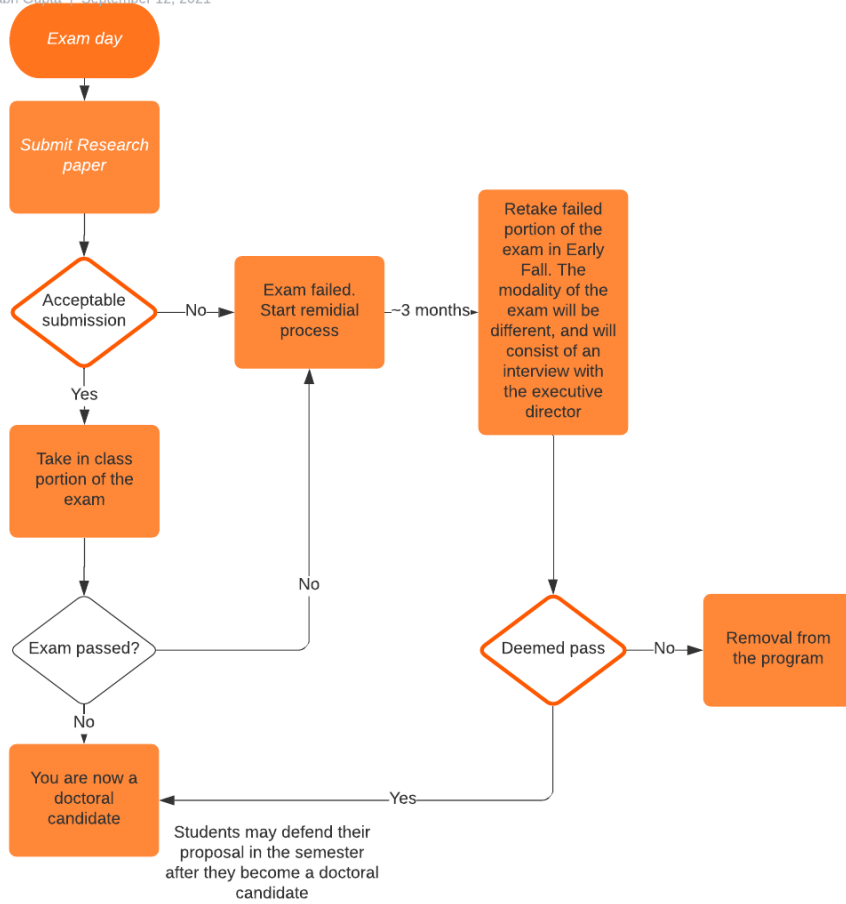 Gupta | September 12, 2021
Exam day
Submit Research
paper
Acceptable
submission
No
Exam failed.
Start remidial
process
~3 months
Retake failed
portion of the
exam in Early
Fall. The
modality of the
exam will be
different, and will
consist of an
interview with
the executive
director
Yes
Take in class
portion of the
exam
No
Exam passed?
Deemed pass
No
Removal from
the program
No
You are now a
doctoral
candidate
Yes
Students may defend their
proposal in the semester
after they become a doctoral
candidate